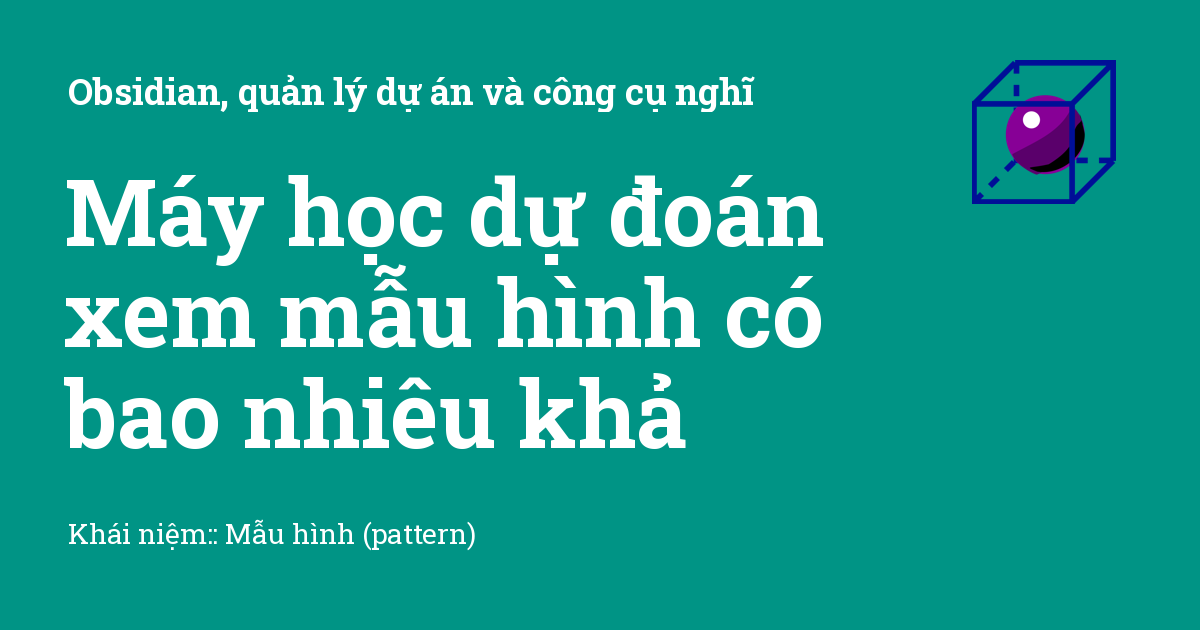 Obsidian, quản lý dự án và công cụ nghĩ
Máy học dự đoán
xem mẫu hình có
bao nhiêu khả
Khái niệm:: Mẫu hình (pattern)